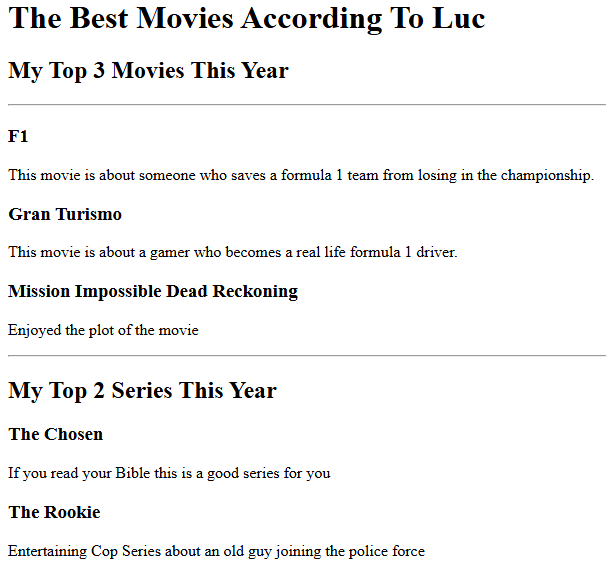 The Best Movies According To Luc
My Top 3 Movies This Year
F1
This movie is about someone who saves a formula 1 team from losing in the championship.
Gran Turismo
This movie is about a gamer who becomes a real life formula 1 driver.
Mission Impossible Dead Reckoning
Enjoyed the plot of the movie
My Top 2 Series This Year
The Chosen
If you read your Bible this is a good series for you
The Rookie
Entertaining Cop Series about an old guy joining the police force